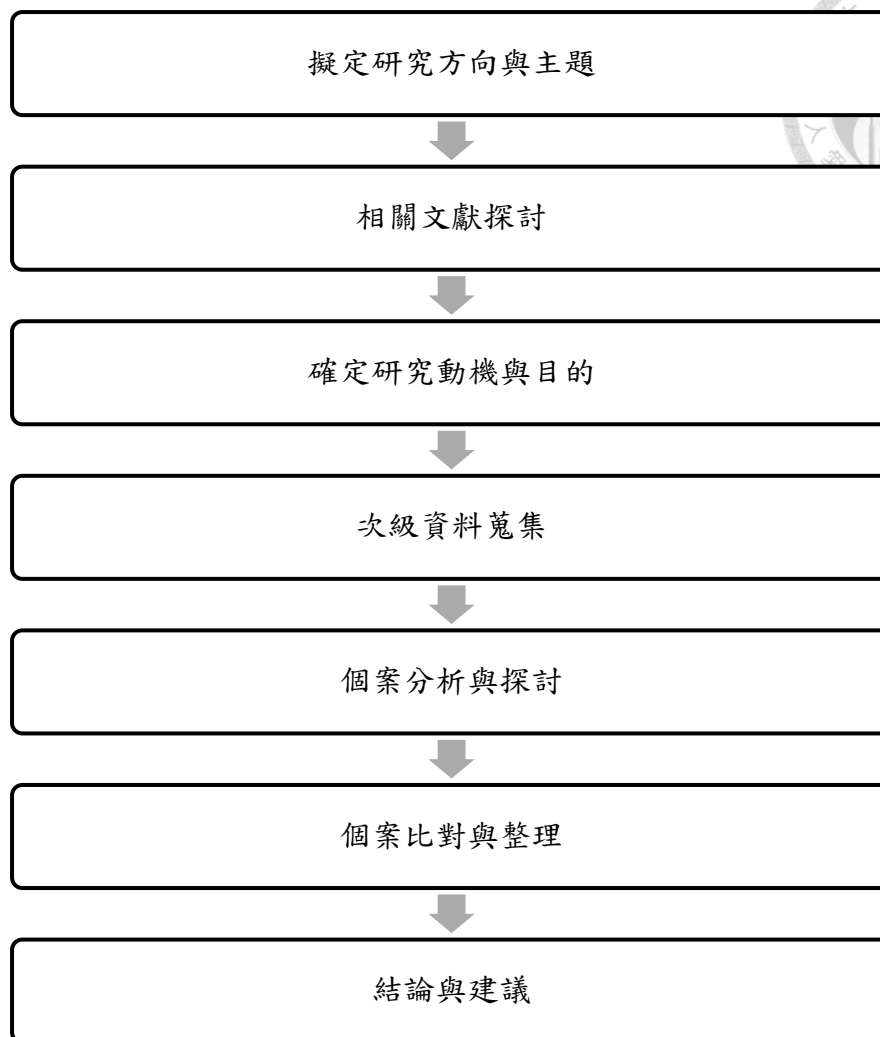 擬定研究方向與主題
相關文獻探討
確定研究動機與目的
次級資料蒐集
個案分析與探討
個案比對與整理
結論與建議